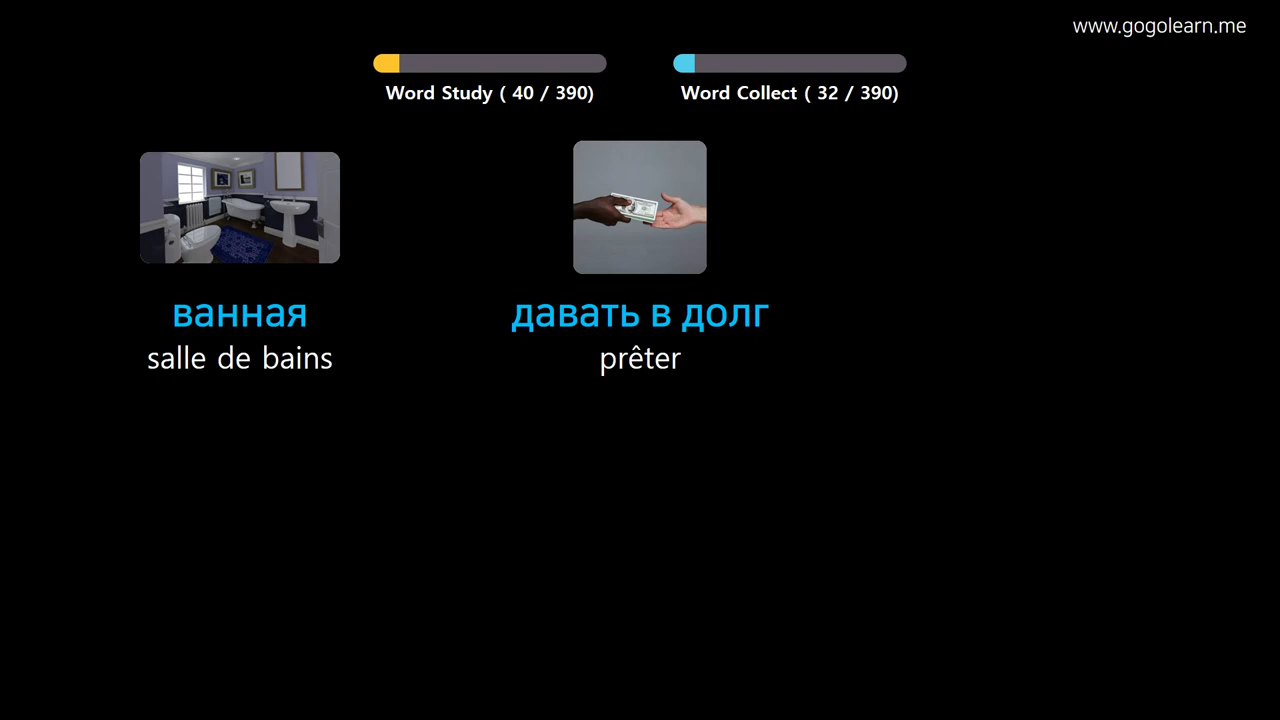 www.gogolearn.me
Word Study ( 40 / 390)
Word Collect ( 32 / 390)
ванная
salle de bains
давать в долг
prêter